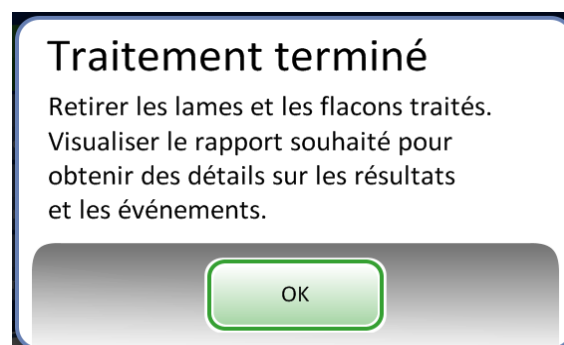 Traitement terminé
Retirer les lames et les flacons traités.
Visualiser le rapport souhaité pour
obtenir des détails sur les résultats
et les événements.
OK